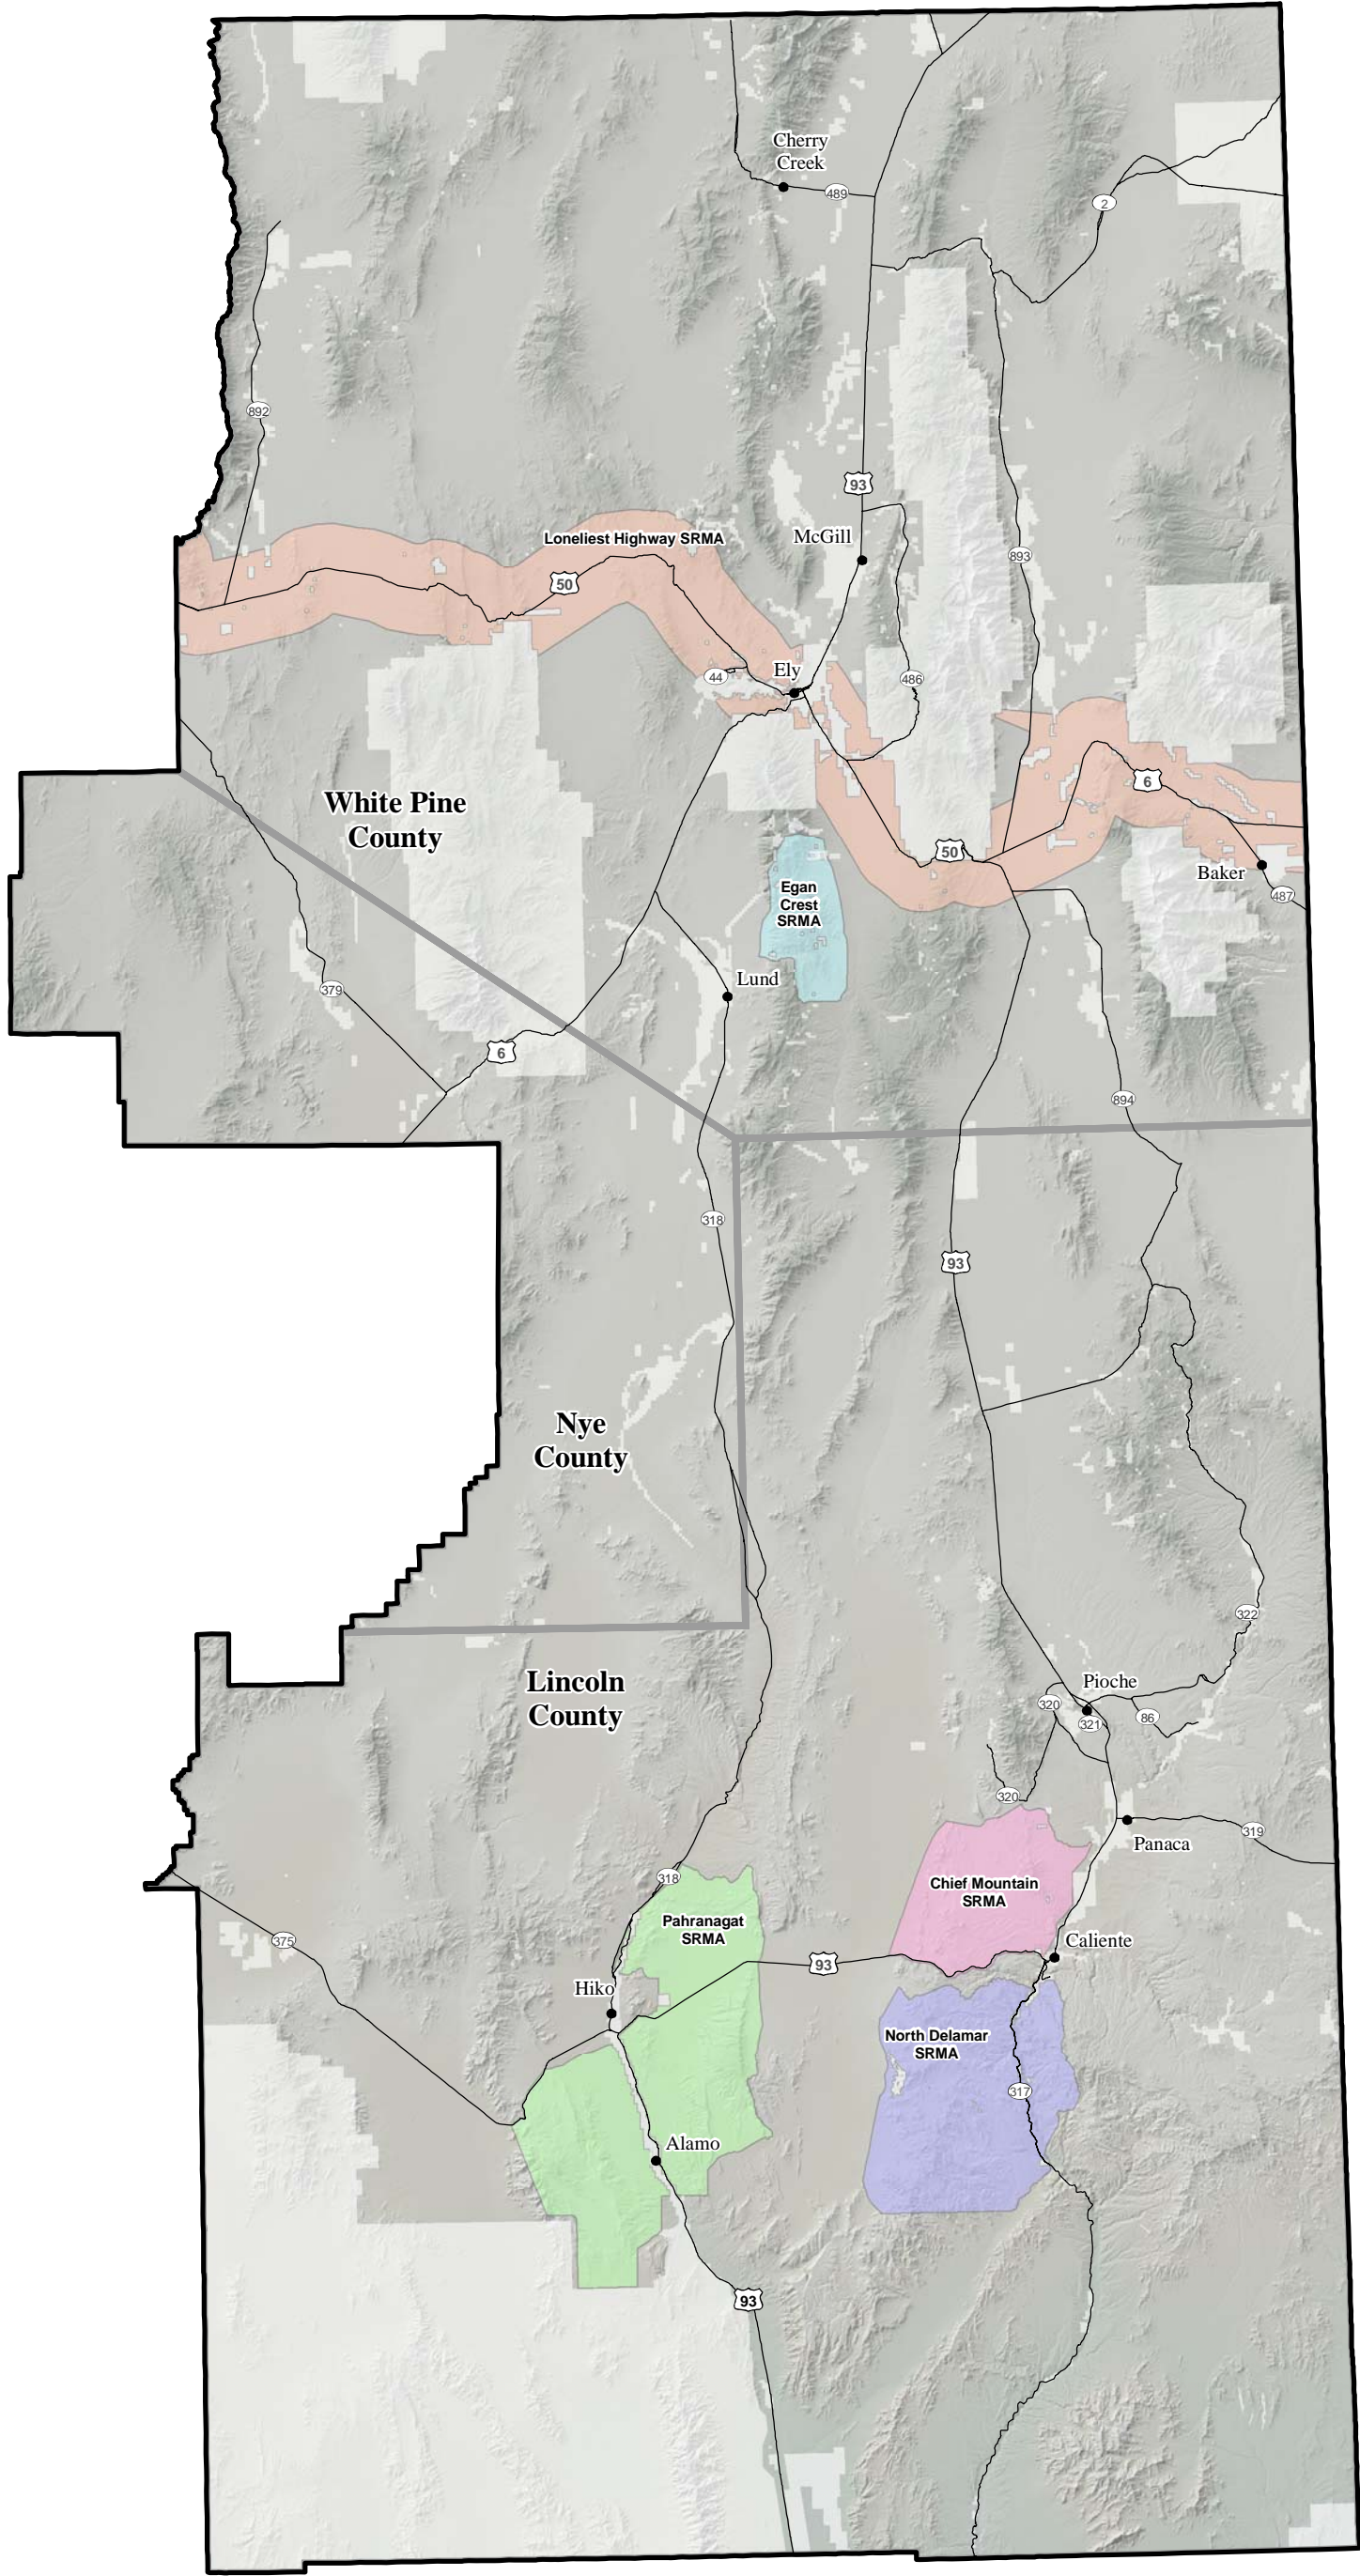 Cherry
Creek
489
2
892
93
McGill
893
Loneliest Highway SRMA
50
Ely
44
486
6
White Pine
County
50
Baker
487
Egan
Crest
SRMA
Lund
379
6
894
318
93
Nye
County
322
Lincoln
County
Pioche
320
321
86
320
319
Panaca
318
Chief Mountain
SRMA
Pahranagat
SRMA
375
Caliente
93
Hiko
North Delamar
SRMA
317
Alamo
93